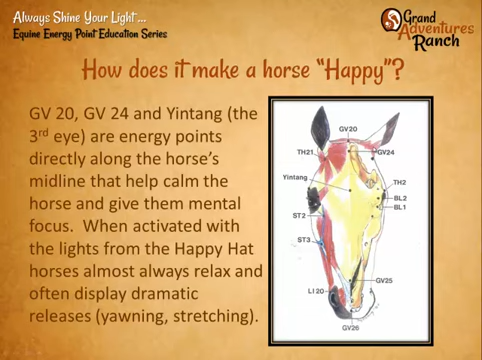 Always Shine Your Light...
Equine Energy Point Education Series
Grand
Adventures
Ranch
How does it make a horse "Happy"?
GV 20, GV 24 and Yintang (the
3rd eye) are energy points
directly along the horse's
midline that help calm the
horse and give them mental
focus. When activated with
the lights from the Happy Hat
horses almost always relax and
often display dramatic
releases (yawning, stretching).
GV20
TH21
GV24
Yintang
TH2
BL2
BL1
ST2
ST3
GV25
LI 20
GV26